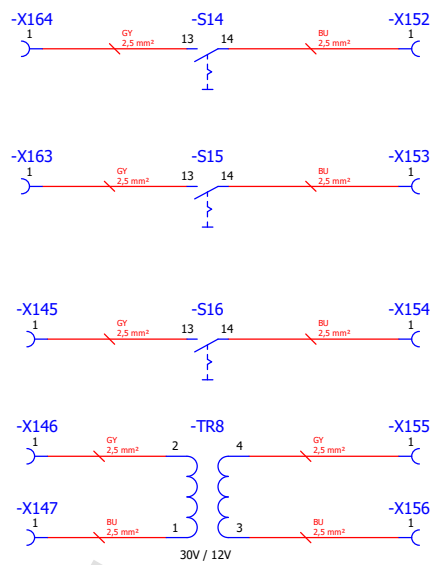 -X164 -S14 -X152
1 GY 13 14 BU 1
2,5 mm² 2,5 mm²
-X163 -S15 -X153
1 GY 13 14 BU 1
2,5 mm² 2,5 mm²
-X145 -S16 -X154
1 GY 13 14 BU 1
2,5 mm² 2,5 mm²
-X146 -TR8 -X155
1 GY 2 4 GY 1
2,5 mm² 2,5 mm²
-X147 -X156
1 BU 1 3 BU 1
2,5 mm² 2,5 mm²
30V / 12V